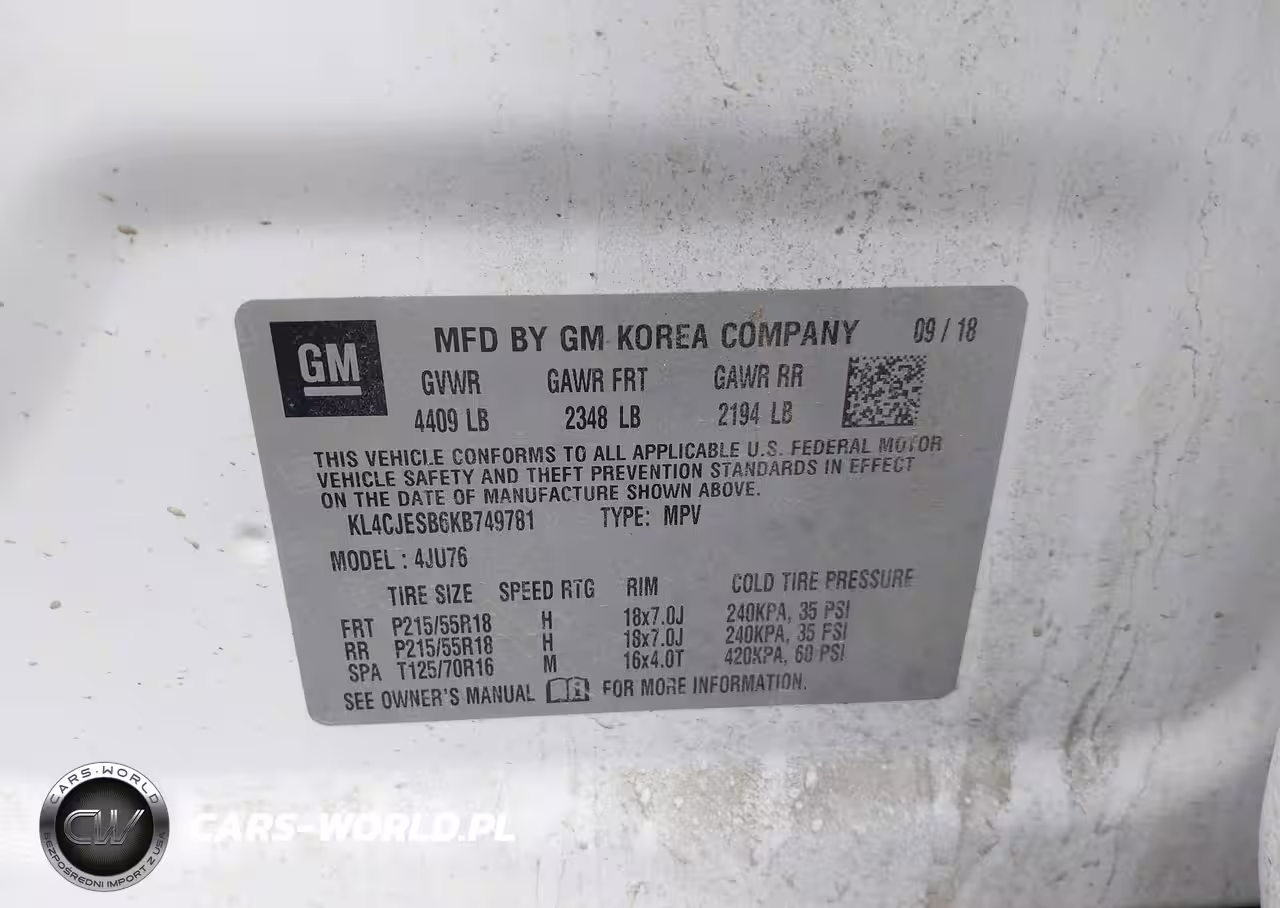 GM
MFD BY GM KOREA COMPANY 09 / 18
GVWR GAWR FRT GAWR RR
4409 LB 2348 LB 2194 LB
THIS VEHICLE CONFORMS TO ALL APPLICABLE U.S. FEDERAL MOTOR
VEHICLE SAFETY AND THEFT PREVENTION STANDARDS IN EFFECT
ON THE DATE OF MANUFACTURE SHOWN ABOVE.
KL4CJESB6KB749781 TYPE: MPV
MODEL : 4JU76
TIRE SIZE SPEED RTG RIM COLD TIRE PRESSURE
FRT P215/55R18 H 18x7.0J 240KPA, 35 PSI
RR P215/55R18 H 18x7.0J 240KPA, 35 PSI
SPA T125/70R16 M 16x4.0T 420KPA, 60 PSI
SEE OWNER'S MANUAL FOR MORE INFORMATION.
CARS-WORLD
CW
BEZPOŚREDNI IMPORT Z USA
CARS-WORLD.PL